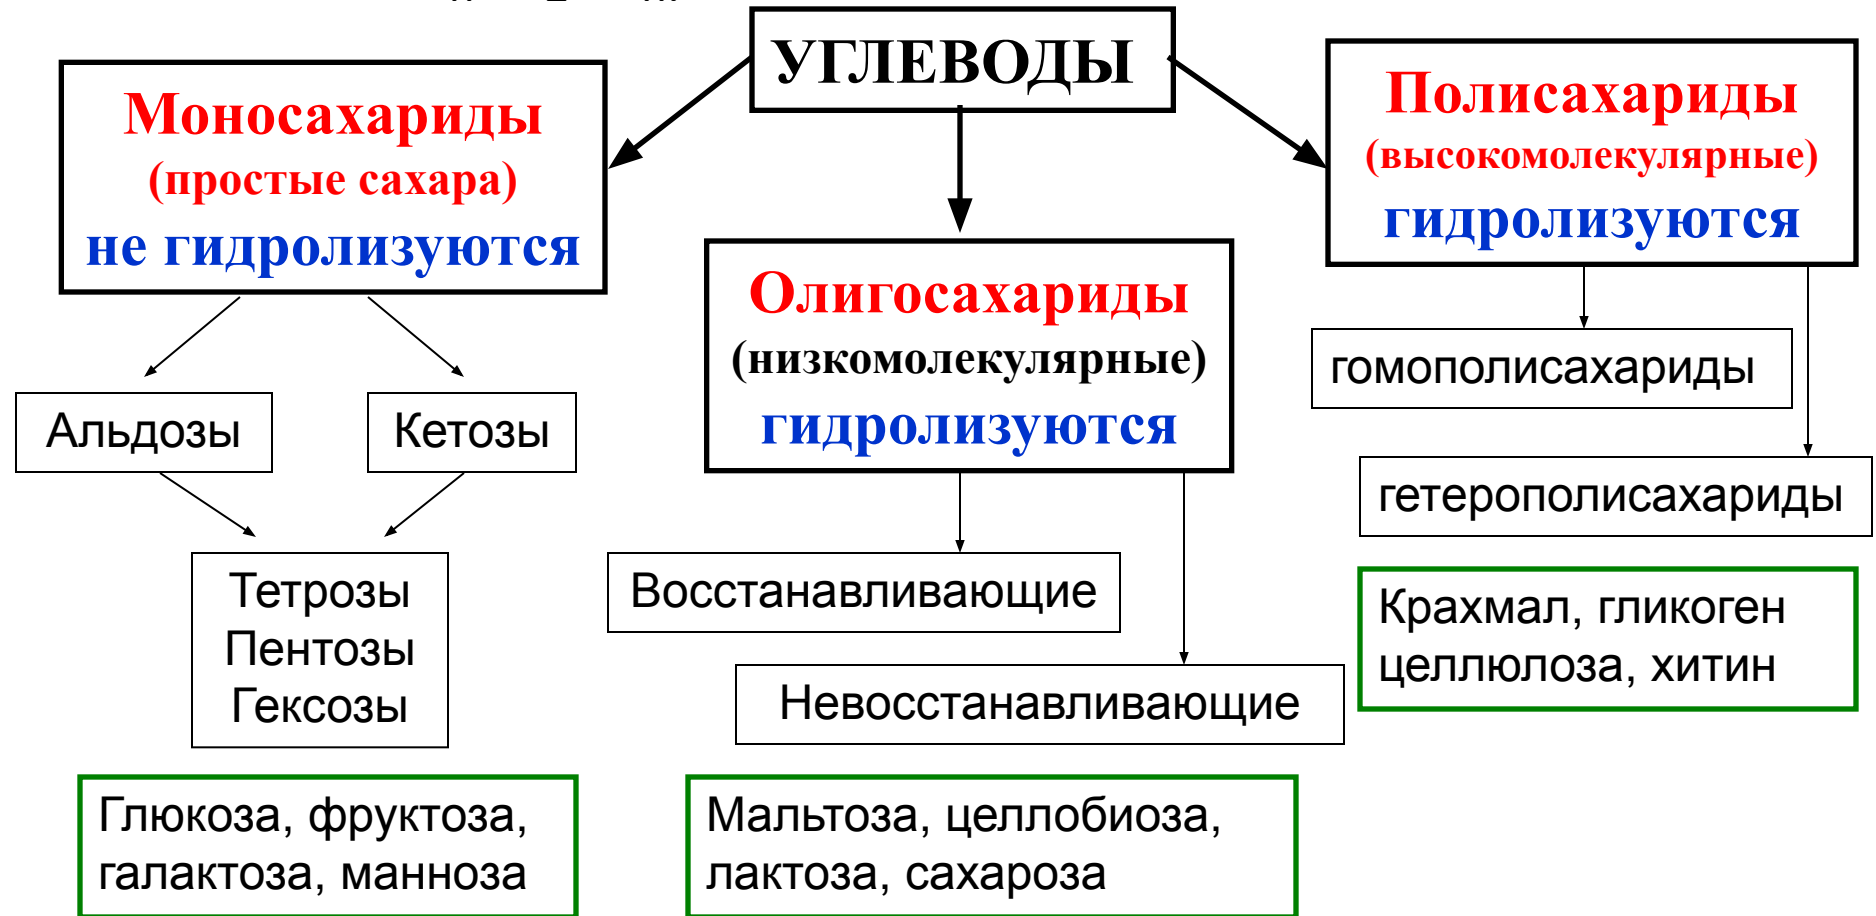 УГЛЕВОДЫ
Моносахариды
(простые сахара)
не гидролизуются
Альдозы
Кетозы
Тетрозы
Пентозы
Гексозы
Глюкоза, фруктоза,
галактоза, манноза
Олигосахариды
(низкомолекулярные)
гидролизуются
Восстанавливающие
Невосстанавливающие
Мальтоза, целлобиоза,
лактоза, сахароза
Полисахариды
(высокомолекулярные)
гидролизуются
гомополисахариды
гетерополисахариды
Крахмал, гликоген
целлюлоза, хитин